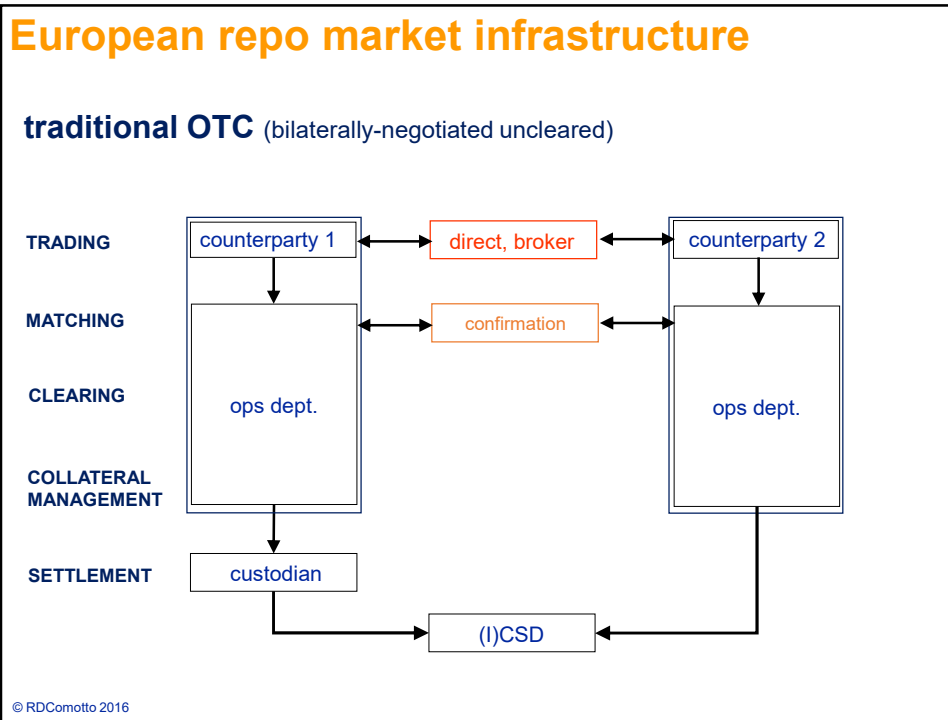 European repo market infrastructure
traditional OTC (bilaterally-negotiated uncleared)
TRADING
counterparty 1
direct, broker
counterparty 2
MATCHING
confirmation
CLEARING
ops dept.
ops dept.
COLLATERAL
MANAGEMENT
SETTLEMENT
custodian
(I)CSD
© RDComotto 2016